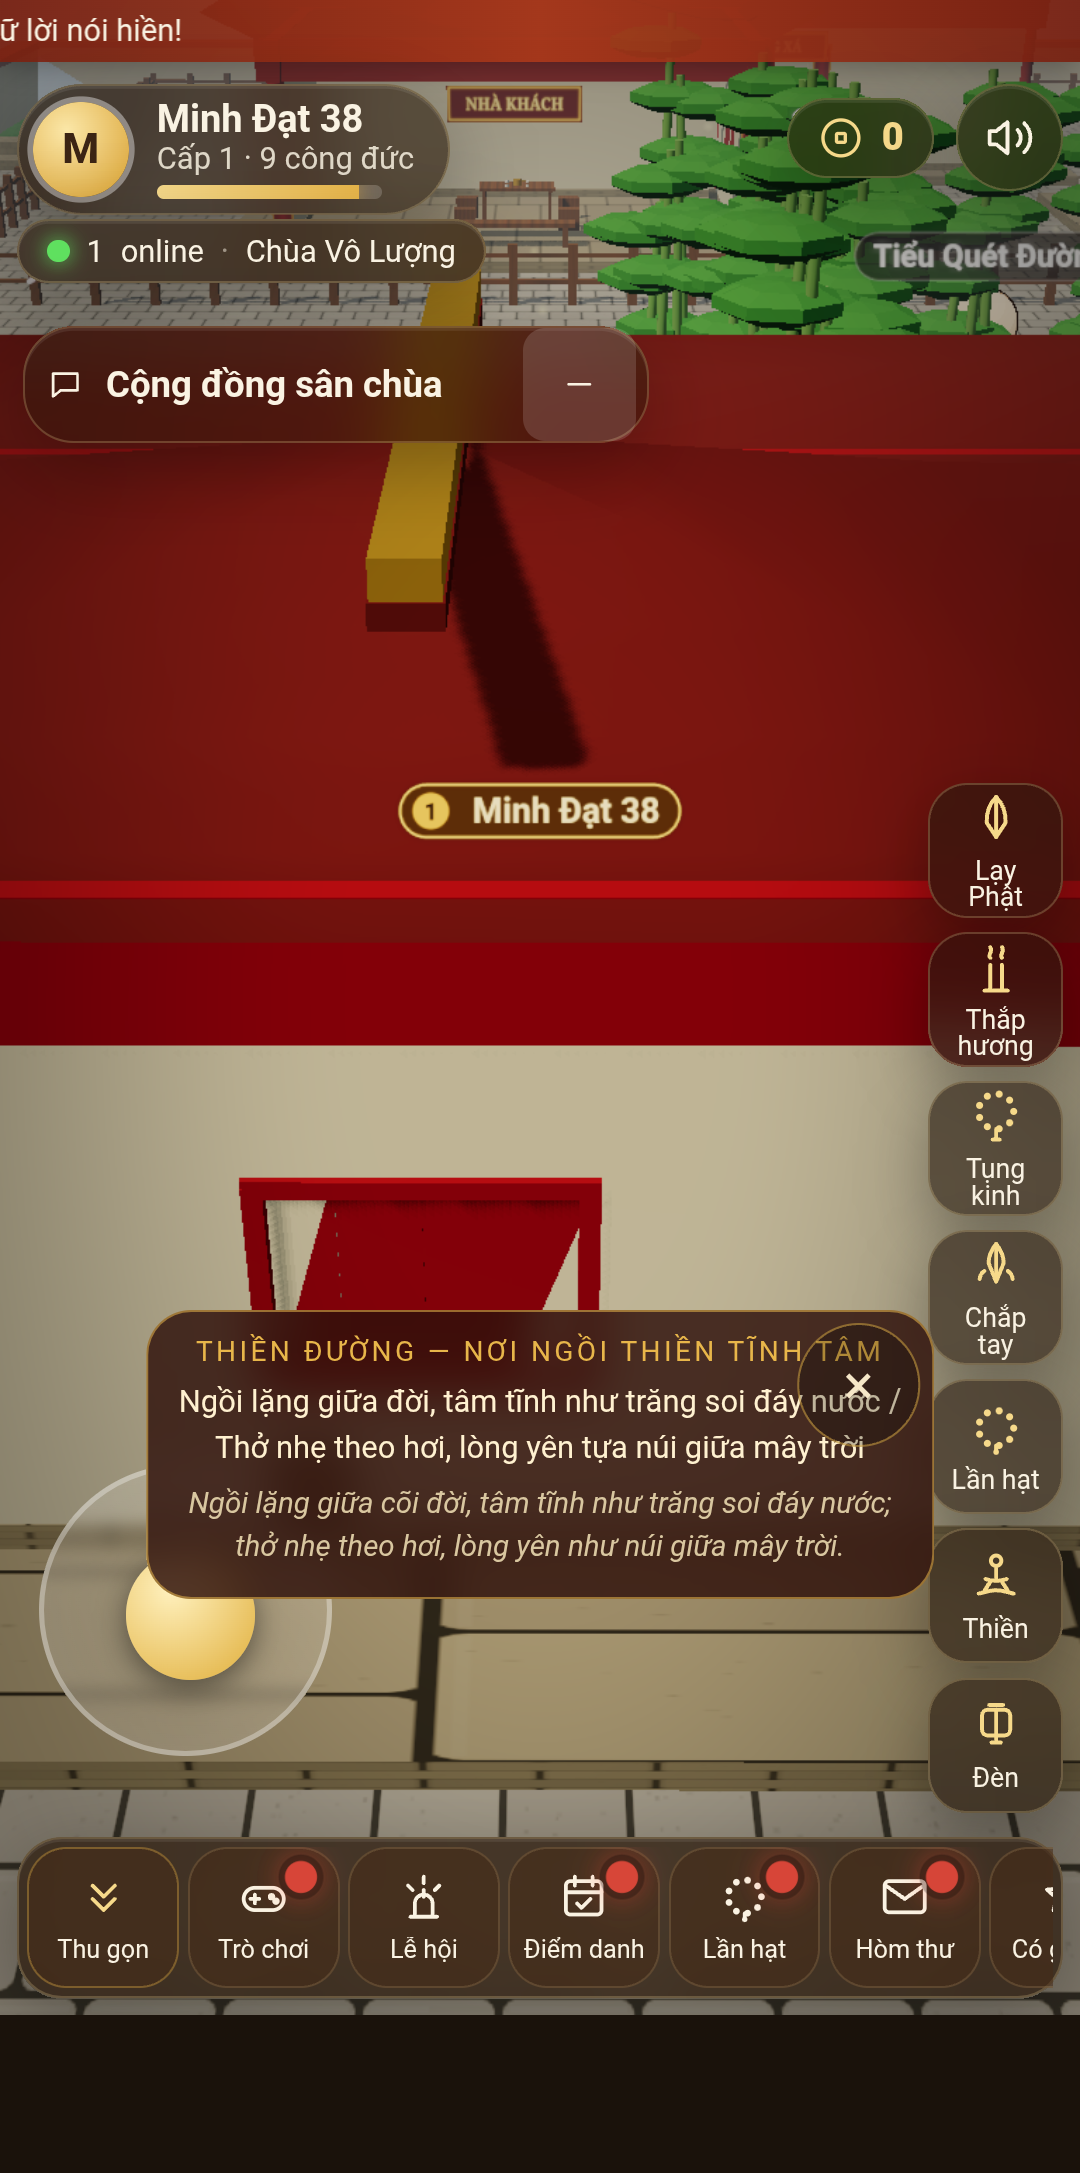 ữ lời nói hiền!
NHÀ KHÁCH
M
Minh Đạt 38
Cấp 1 · 9 công đức
0
1 online · Chùa Vô Lượng
Tiểu Quét
Cộng đồng sân chùa
1 Minh Đạt 38
Lạy
Phật
Thắp
hương
Tụng
kinh
Chắp
tay
Lần hạt
Thiền
Đèn
THIỀN ĐƯỜNG – NƠI NGỒI THIỀN TĨNH TÂM
Ngồi lặng giữa đời, tâm tĩnh như trăng soi đáy nước /
Thở nhẹ theo hơi, lòng yên tựa núi giữa mây trời
Ngồi lặng giữa cõi đời, tâm tĩnh như trăng soi đáy nước;
thở nhẹ theo hơi, lòng yên như núi giữa mây trời.
Thu gọn
Trò chơi
Lễ hội
Điểm danh
Lần hạt
Hòm thư
Có